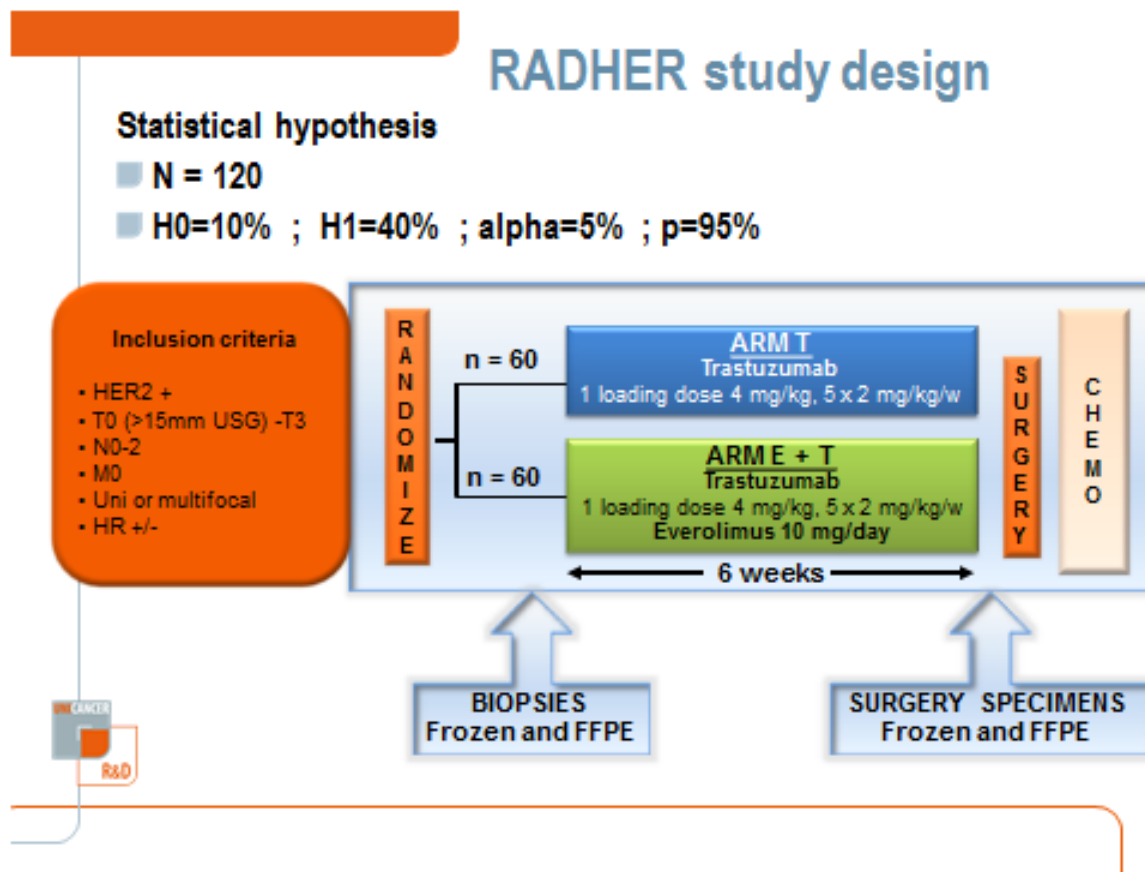 RADHER study design
Statistical hypothesis
N = 120
H0=10% ; H1=40% ; alpha=5% ; p=95%
Inclusion criteria
• HER2 +
• T0 (>15mm USG) -T3
• N0-2
• M0
• Uni or multifocal
• HR +/-
RANDOMIZE
n = 60
n = 60
ARM T
Trastuzumab
1 loading dose 4 mg/kg, 5 x 2 mg/kg/w
ARM E + T
Trastuzumab
1 loading dose 4 mg/kg, 5 x 2 mg/kg/w
Everolimus 10 mg/day
6 weeks
SURGERY
CHEMO
BIOPSIES
Frozen and FFPE
SURGERY SPECIMENS
Frozen and FFPE
UNICANCER
R&D